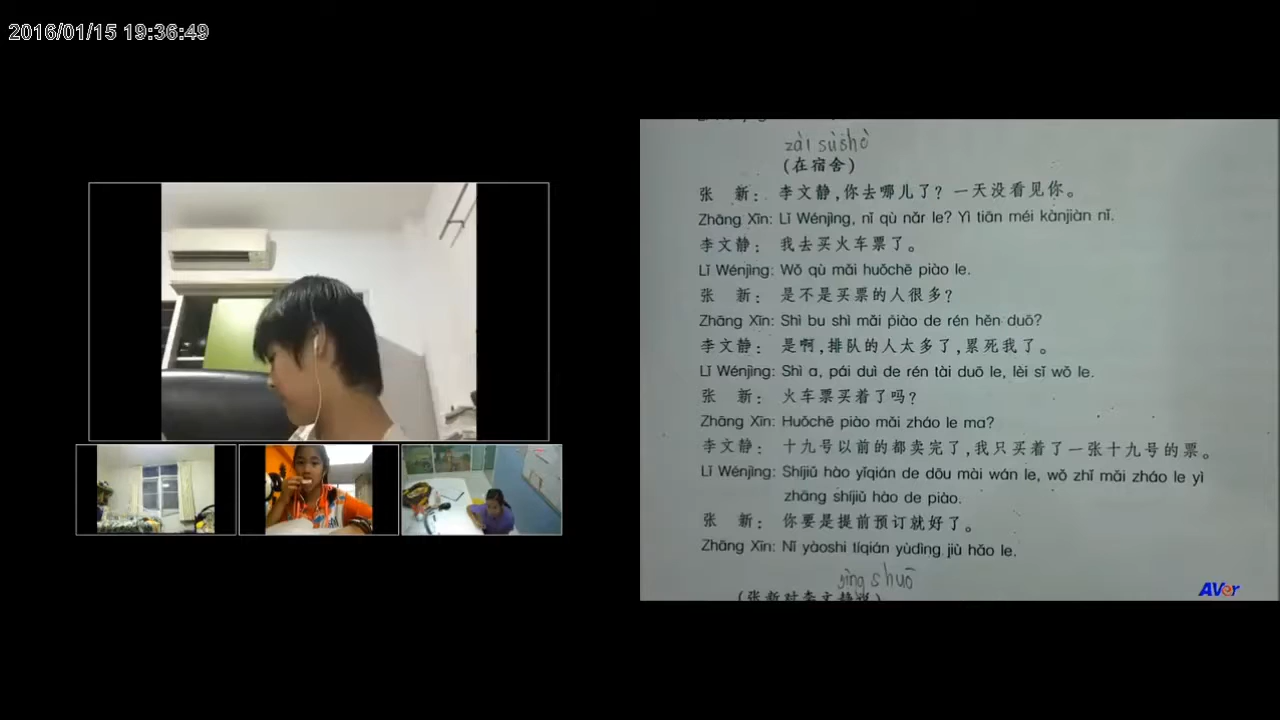 2016/01/15 19:36:49
zài sùshè
(在宿舍)
张 新: 李文静,你去哪儿了? 一天没看见你。
Zhāng Xīn: Lǐ Wénjìng, nǐ qù nǎr le? Yì tiān méi kànjiàn nǐ.
李文静: 我去买火车票了。
Lǐ Wénjìng: Wǒ qù mǎi huǒchē piào le.
张 新: 是不是买票的人很多?
Zhāng Xīn: Shì bu shì mǎi piào de rén hěn duō?
李文静: 是啊,排队的人太多了,累死我了。
Lǐ Wénjìng: Shì a, pái duì de rén tài duō le, lèi sǐ wǒ le.
张 新: 火车票买着了吗?
Zhāng Xīn: Huǒchē piào mǎi zháo le ma?
李文静: 十九号以前的都卖完了,我只买着了一张十九号的票。
Lǐ Wénjìng: Shíjiǔ hào yǐqián de dōu mài wán le, wǒ zhǐ mǎi zháo le yì
zhāng shíjiǔ hào de piào.
张 新: 你要是提前预订就好了。
Zhāng Xīn: Nǐ yàoshi tíqián yùdìng jiù hǎo le.
jìng shuō
(张新对李文静说)
AVer